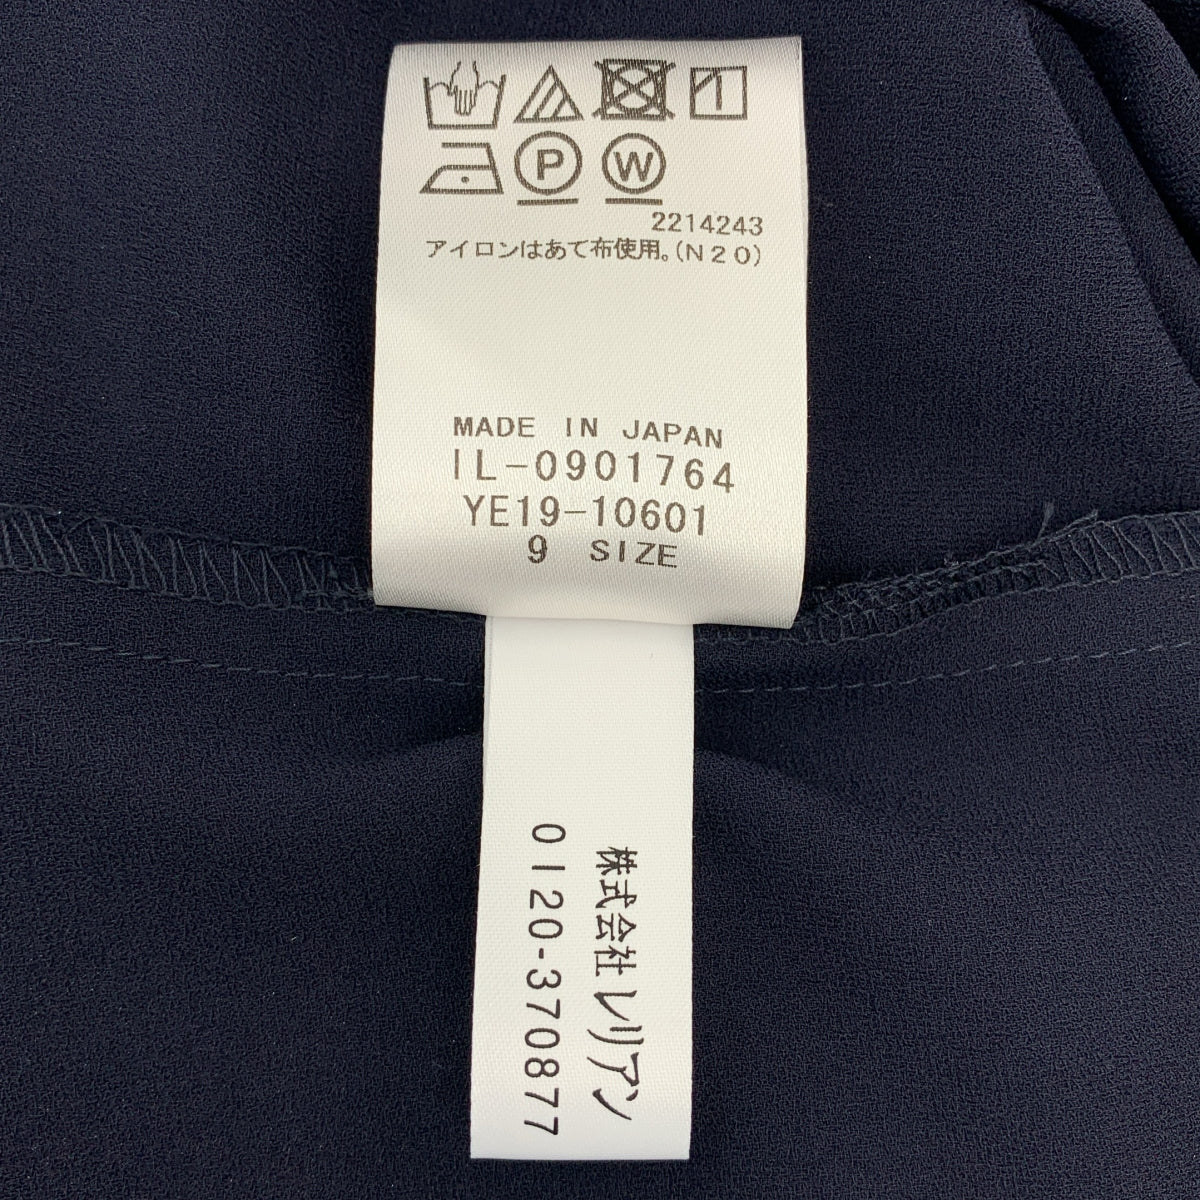 P W
2214243
アイロンはあて布使用。(N20)
MADE IN JAPAN
IL-0901764
YE19-10601
9 SIZE
株式会社レリアン
0120-370877